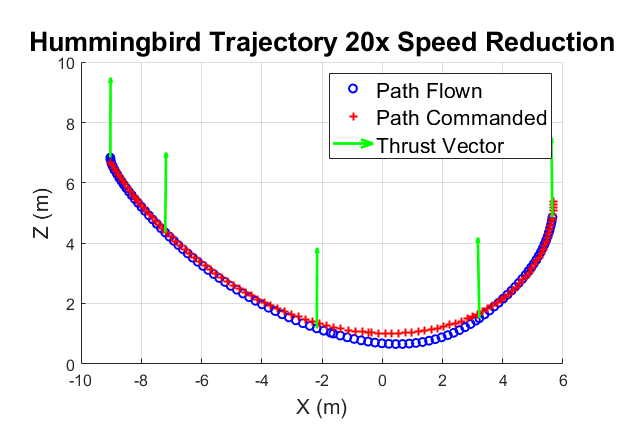 Hummingbird Trajectory 20x Speed Reduction
10
8
6
4
2
0
Z (m)
Path Flown
Path Commanded
Thrust Vector
-10 -8 -6 -4 -2 0 2 4 6
X (m)